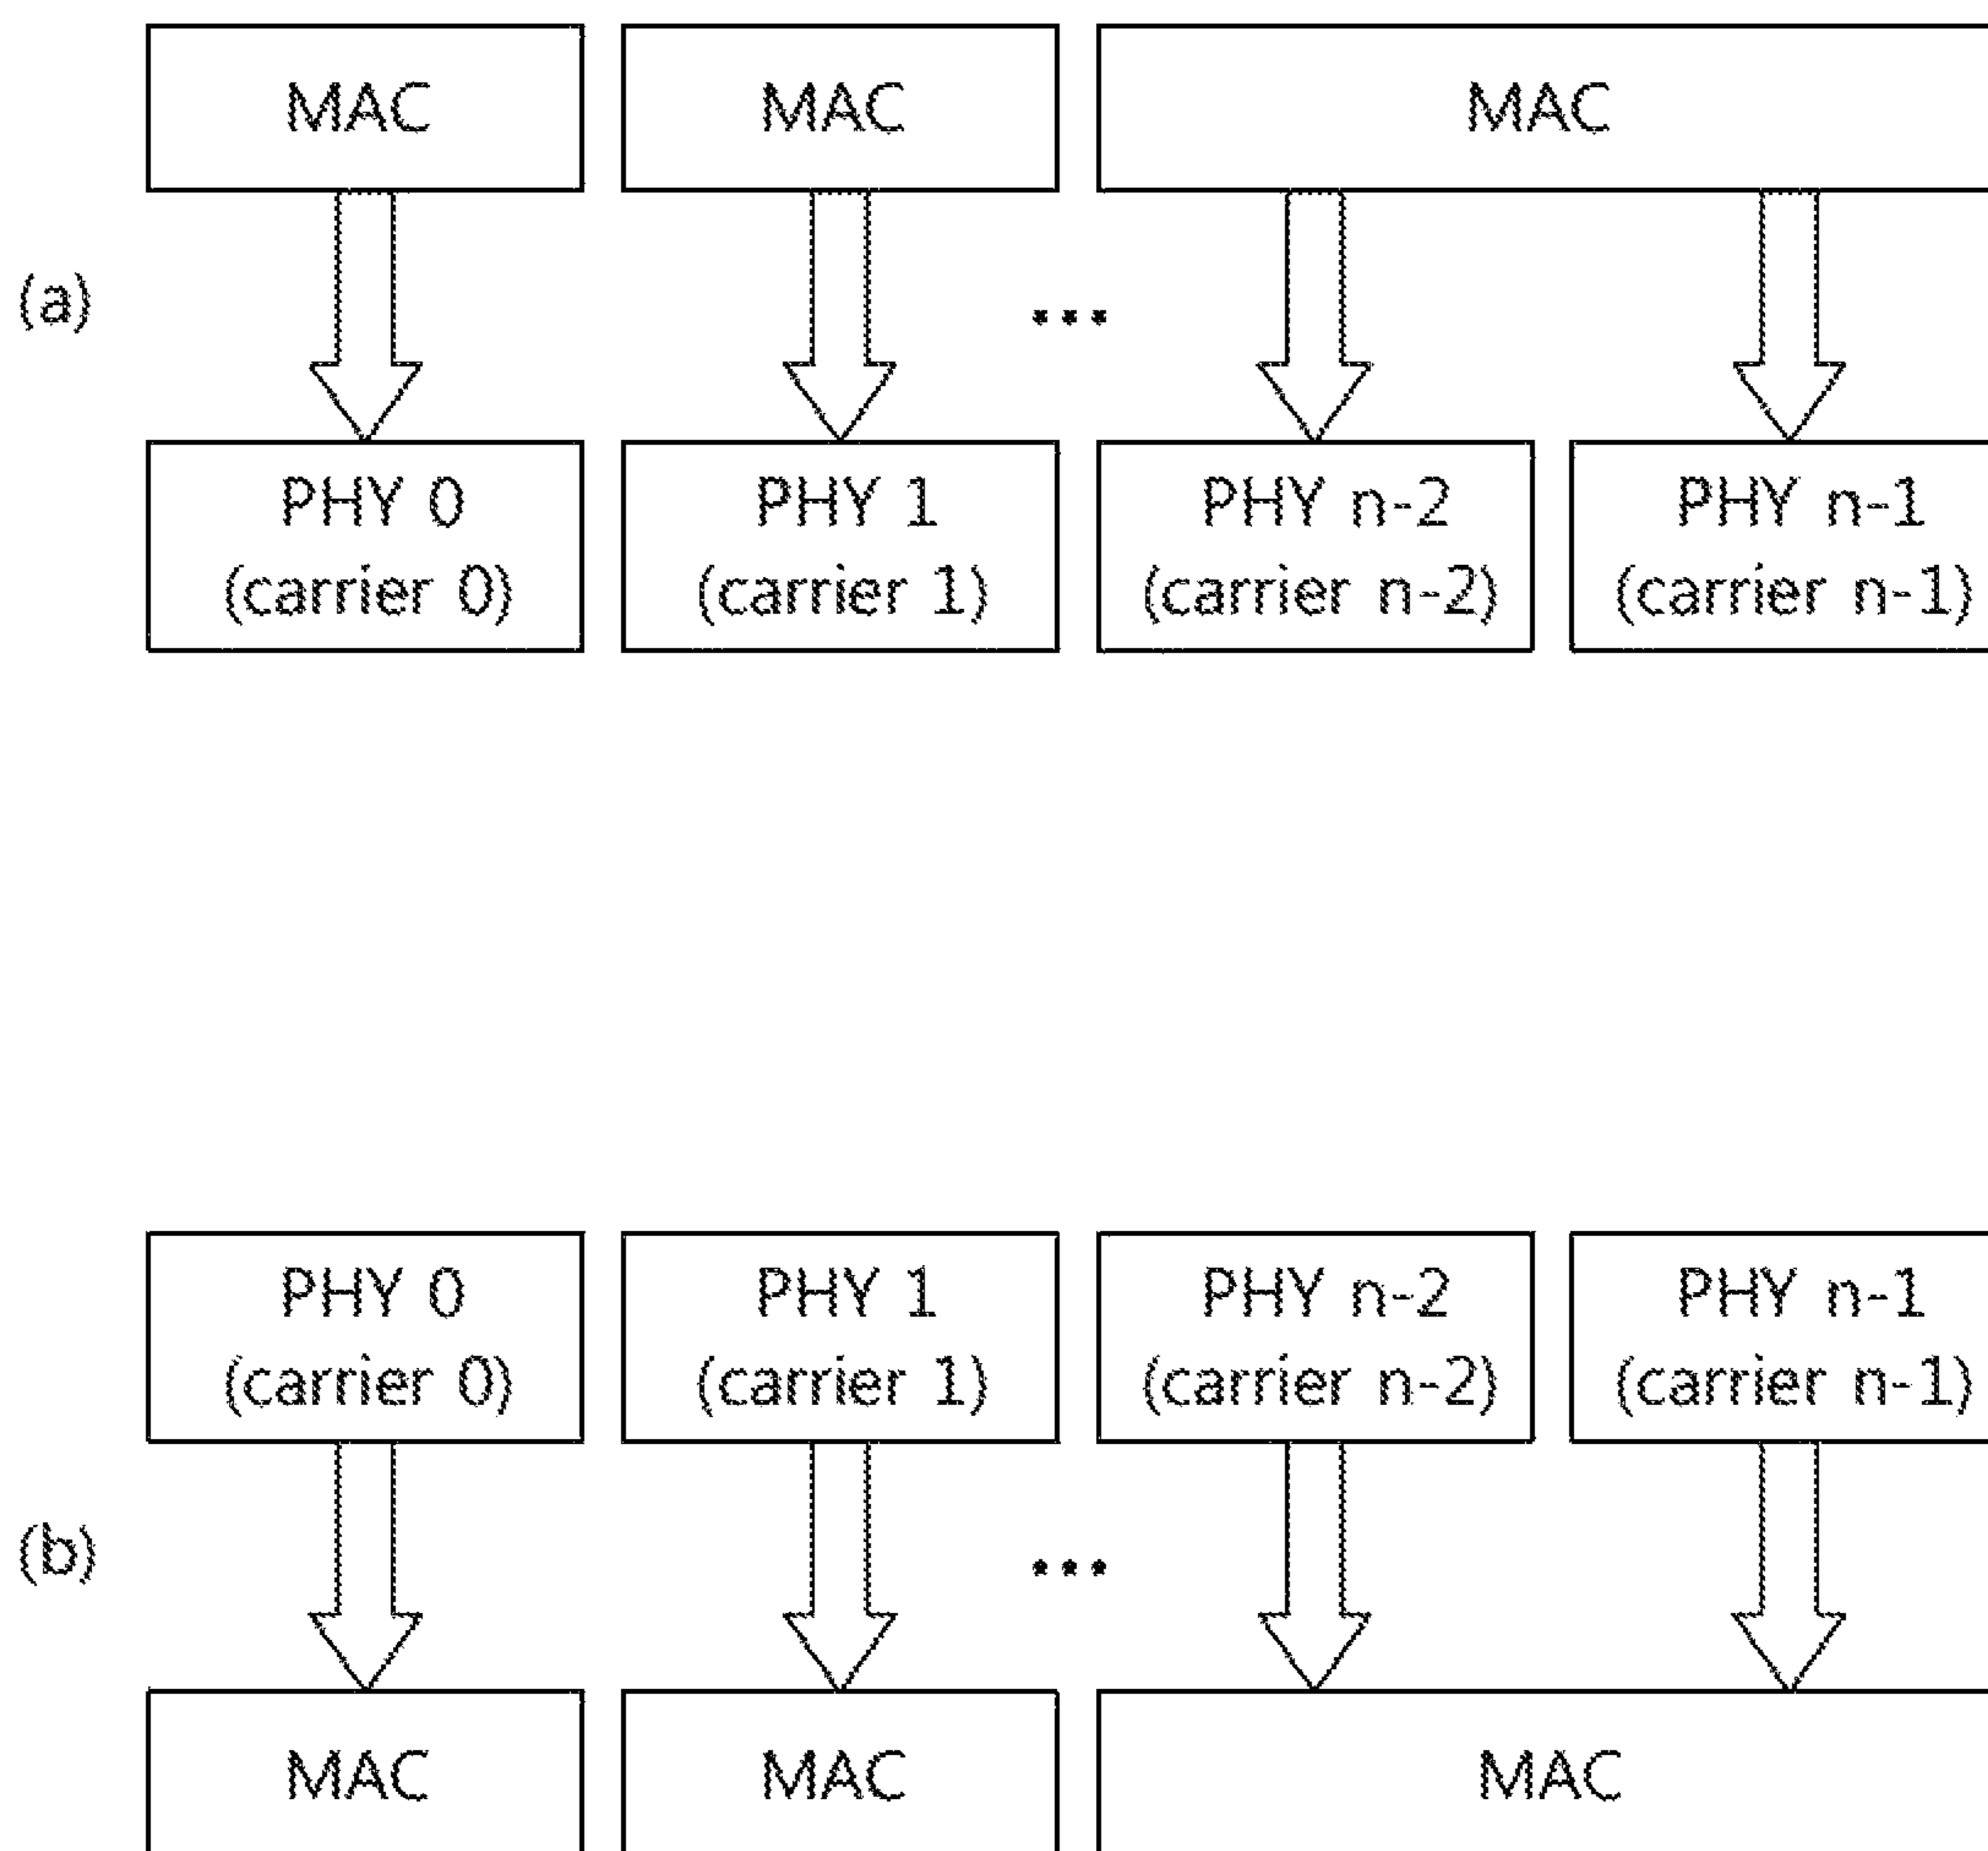 MAC MAC MAC
(a)
...
PHY 0 PHY 1 PHY n-2 PHY n-1
(carrier 0) (carrier 1) (carrier n-2) (carrier n-1)
PHY 0 PHY 1 PHY n-2 PHY n-1
(carrier 0) (carrier 1) (carrier n-2) (carrier n-1)
(b)
...
MAC MAC MAC